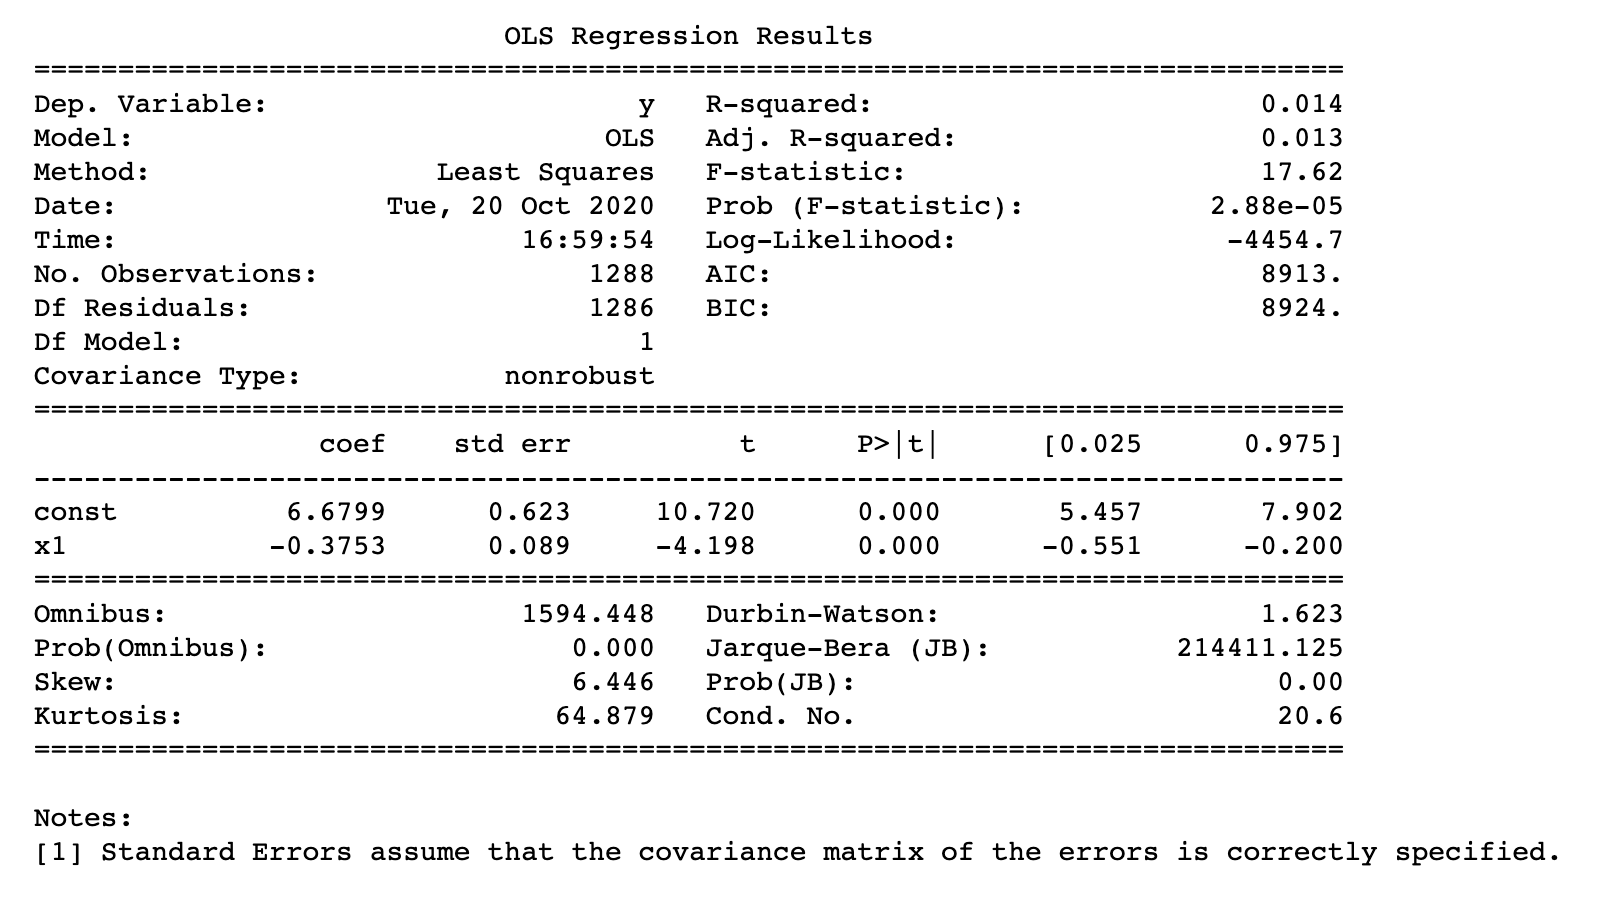 OLS Regression Results
==============================================================================
Dep. Variable:                      y   R-squared:                       0.014
Model:                            OLS   Adj. R-squared:                  0.013
Method:                 Least Squares   F-statistic:                     17.62
Date:                Tue, 20 Oct 2020   Prob (F-statistic):           2.88e-05
Time:                        16:59:54   Log-Likelihood:                -4454.7
No. Observations:                1288   AIC:                             8913.
Df Residuals:                    1286   BIC:                             8924.
Df Model:                           1
Covariance Type:            nonrobust
==============================================================================
                 coef    std err          t      P>|t|      [0.025      0.975]
------------------------------------------------------------------------------
const          6.6799      0.623     10.720      0.000       5.457       7.902
x1            -0.3753      0.089     -4.198      0.000      -0.551      -0.200
==============================================================================
Omnibus:                     1594.448   Durbin-Watson:                   1.623
Prob(Omnibus):                  0.000   Jarque-Bera (JB):           214411.125
Skew:                           6.446   Prob(JB):                         0.00
Kurtosis:                      64.879   Cond. No.                         20.6
==============================================================================
Notes:
[1] Standard Errors assume that the covariance matrix of the errors is correctly specified.